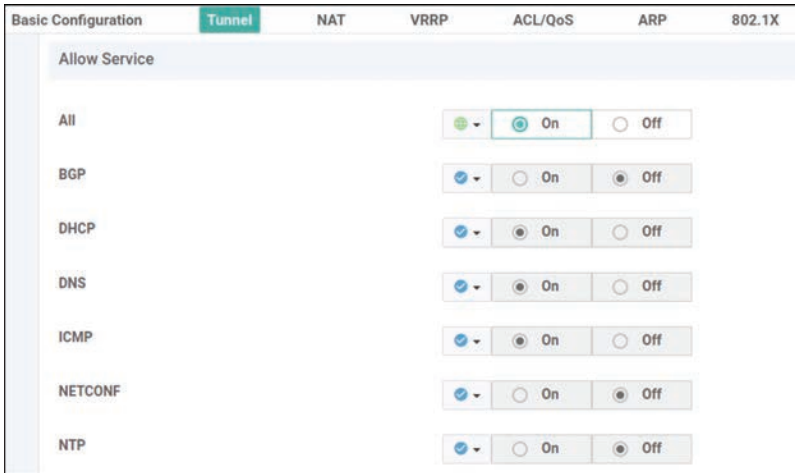 Basic Configuration Tunnel NAT VRRP ACL/QoS ARP 802.1X
Allow Service
All On Off
BGP On Off
DHCP On Off
DNS On Off
ICMP On Off
NETCONF On Off
NTP On Off